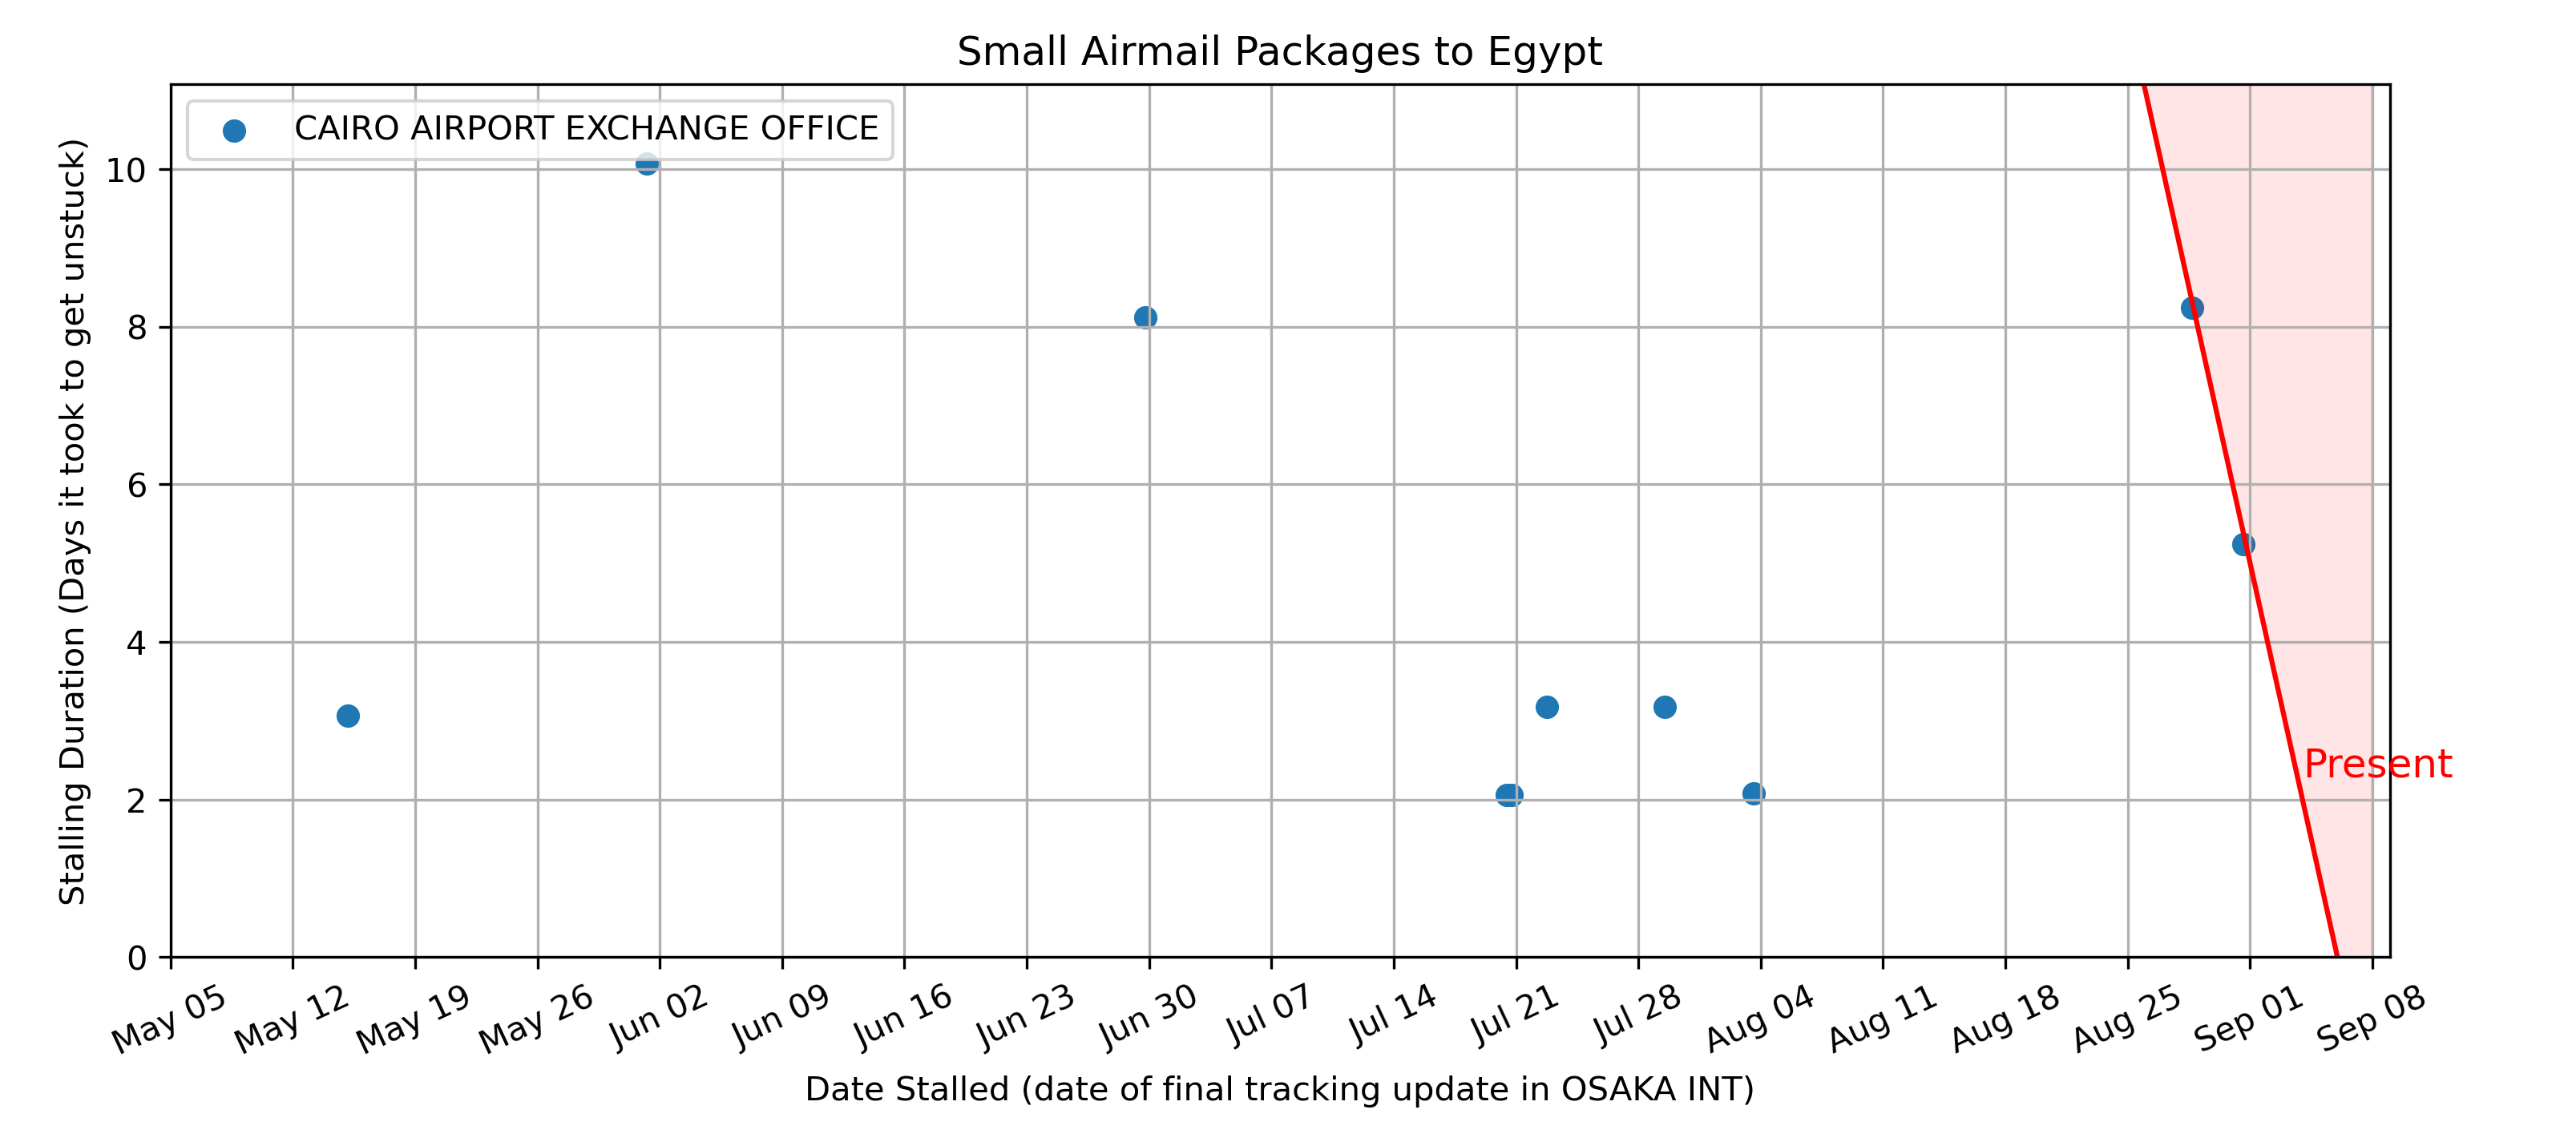 Small Airmail Packages to Egypt
CAIRO AIRPORT EXCHANGE OFFICE
Stalling Duration (Days it took to get unstuck)
10
8
6
4
2
0
Present
May 05
May 12
May 19
May 26
Jun 02
Jun 09
Jun 16
Jun 23
Jun 30
Jul 07
Jul 14
Jul 21
Jul 28
Aug 04
Aug 11
Aug 18
Aug 25
Sep 01
Sep 08
Date Stalled (date of final tracking update in OSAKA INT)